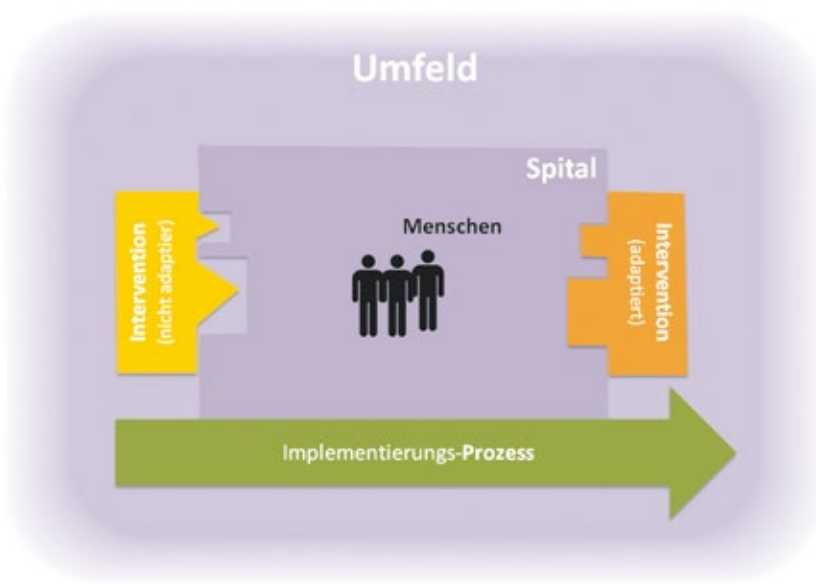 Umfeld
Spital
Menschen
Intervention
(nicht adaptier)
Intervention
(adaptiert)
Implementierungs-Prozess